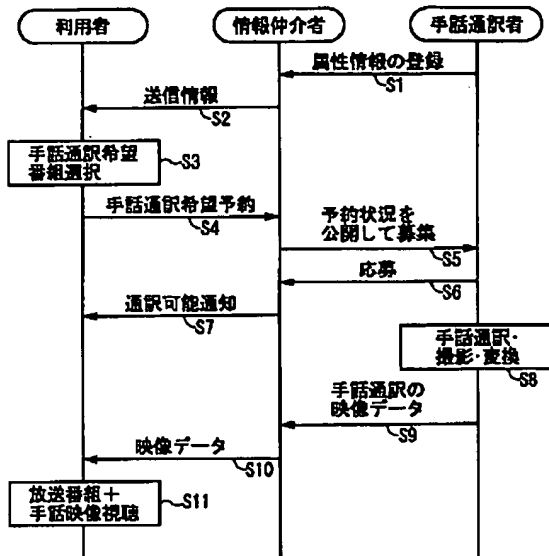 利用者
情報仲介者
手話通訳者
属性情報の登録
S1
送信情報
S2
手話通訳希望
番組選択
S3
手話通訳希望予約
S4
予約状況を
公開して募集
S5
応募
S6
通訳可能通知
S7
手話通訳・
撮影・変換
S8
手話通訳の
映像データ
S9
映像データ
S10
放送番組＋
手話映像視聴
S11